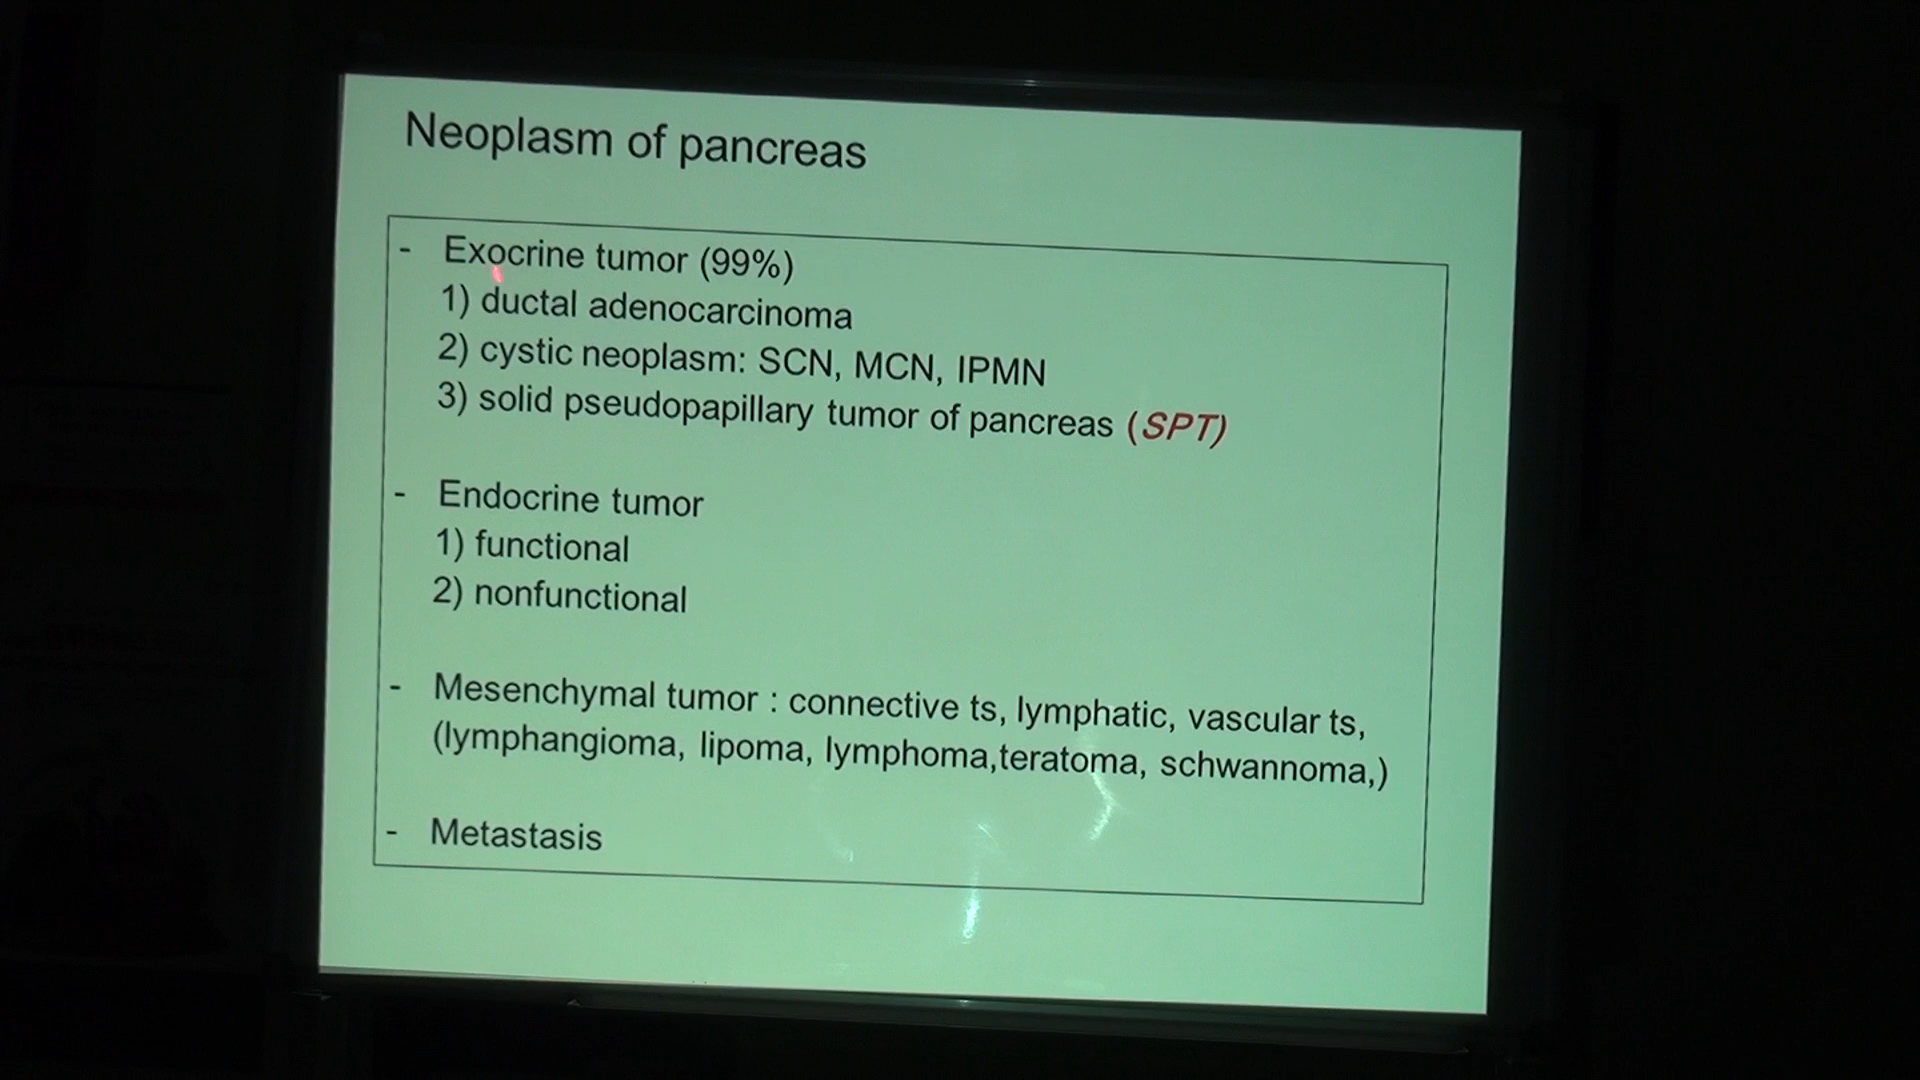 Neoplasm of pancreas
- Exocrine tumor (99%)
1) ductal adenocarcinoma
2) cystic neoplasm: SCN, MCN, IPMN
3) solid pseudopapillary tumor of pancreas (SPT)
- Endocrine tumor
1) functional
2) nonfunctional
- Mesenchymal tumor : connective ts, lymphatic, vascular ts,
(lymphangioma, lipoma, lymphoma,teratoma, schwannoma,)
- Metastasis